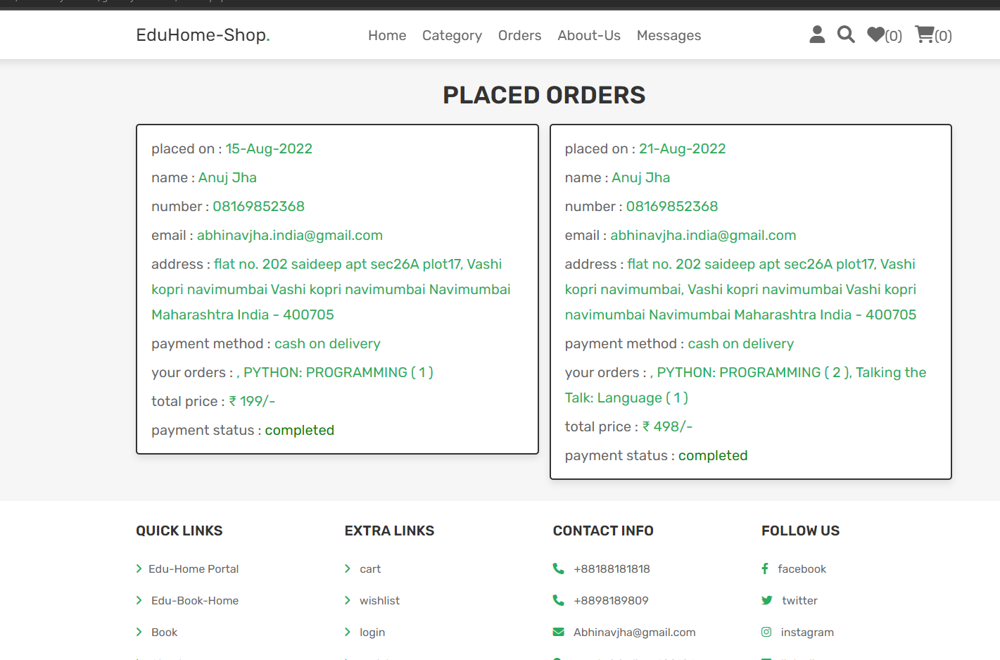 EduHome-Shop.
Home Category Orders About-Us Messages
(0) (0)
PLACED ORDERS
placed on : 15-Aug-2022
name : Anuj Jha
number : 08169852368
email : abhinavjha.india@gmail.com
address : flat no. 202 saideep apt sec26A plot17, Vashi
kopri navimumbai Vashi kopri navimumbai Navimumbai
Maharashtra India - 400705
payment method : cash on delivery
your orders : , PYTHON: PROGRAMMING ( 1 )
total price : ₹ 199/-
payment status : completed
placed on : 21-Aug-2022
name : Anuj Jha
number : 08169852368
email : abhinavjha.india@gmail.com
address : flat no. 202 saideep apt sec26A plot17, Vashi
kopri navimumbai, Vashi kopri navimumbai Vashi kopri
navimumbai Navimumbai Maharashtra India - 400705
payment method : cash on delivery
your orders : , PYTHON: PROGRAMMING ( 2 ), Talking the
Talk: Language ( 1 )
total price : ₹ 498/-
payment status : completed
QUICK LINKS
Edu-Home Portal
Edu-Book-Home
Book
EXTRA LINKS
cart
wishlist
login
CONTACT INFO
+88188181818
+8898189809
Abhinavjha@gmail.com
FOLLOW US
facebook
twitter
instagram